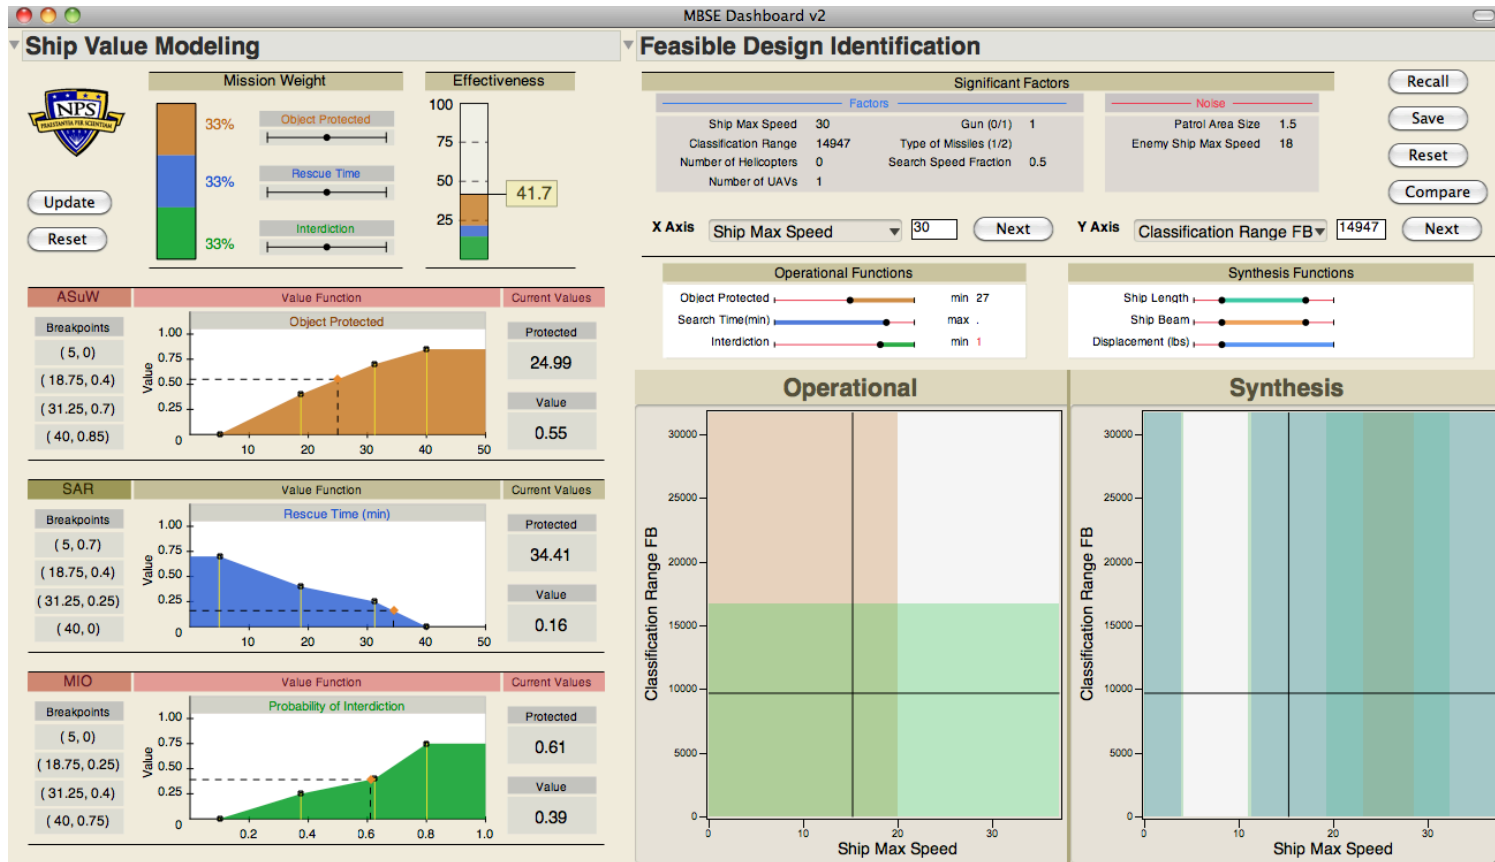 MBSE Dashboard v2
Ship Value Modeling
NPS
PRAESTANTIA PER SCIENTIAM
Update
Reset
Mission Weight
33%
33%
33%
Object Protected
Rescue Time
Interdiction
Effectiveness
100
75
50
25
41.7
ASuW
Value Function
Current Values
Breakpoints
(5, 0)
(18.75, 0.4)
(31.25, 0.7)
(40, 0.85)
Object Protected
Value
1.00
0.75
0.50
0.25
0
10 20 30 40 50
Protected
24.99
Value
0.55
SAR
Value Function
Current Values
Breakpoints
(5, 0.7)
(18.75, 0.4)
(31.25, 0.25)
(40, 0)
Rescue Time (min)
Value
1.00
0.75
0.50
0.25
0
10 20 30 40 50
Protected
34.41
Value
0.16
MIO
Value Function
Current Values
Breakpoints
(5, 0)
(18.75, 0.25)
(31.25, 0.4)
(40, 0.75)
Probability of Interdiction
Value
1.00
0.75
0.50
0.25
0
0.2 0.4 0.6 0.8 1.0
Protected
0.61
Value
0.39
Feasible Design Identification
Significant Factors
Factors
Ship Max Speed 30 Gun (0/1) 1
Classification Range 14947 Type of Missiles (1/2)
Number of Helicopters 0 Search Speed Fraction 0.5
Number of UAVs 1
Noise
Patrol Area Size 1.5
Enemy Ship Max Speed 18
Recall
Save
Reset
Compare
X Axis Ship Max Speed 30 Next
Y Axis Classification Range FB 14947 Next
Operational Functions
Object Protected min 27
Search Time(min) max .
Interdiction min 1
Synthesis Functions
Ship Length
Ship Beam
Displacement (lbs)
Operational
Classification Range FB
30000
25000
20000
15000
10000
5000
0
0 10 20 30
Ship Max Speed
Synthesis
Classification Range FB
30000
25000
20000
15000
10000
5000
0
0 10 20 30
Ship Max Speed